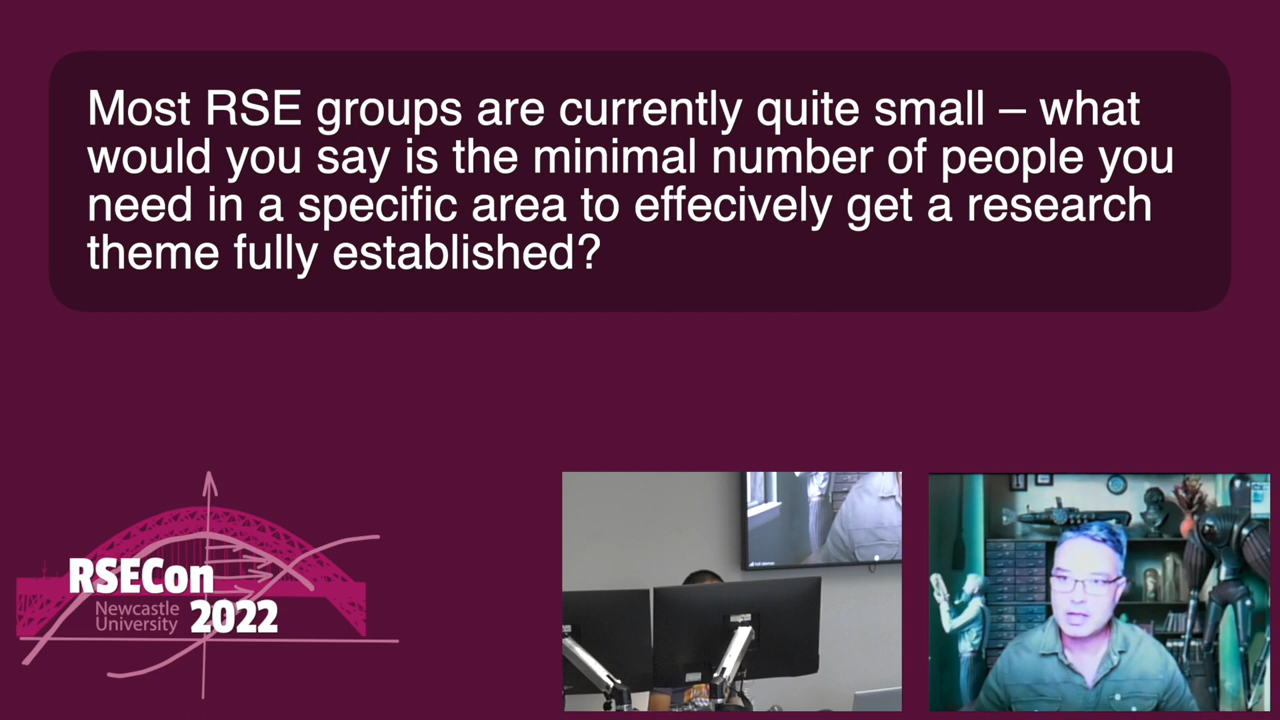 Most RSE groups are currently quite small – what
would you say is the minimal number of people you
need in a specific area to effecively get a research
theme fully established?
RSECon
Newcastle
University
2022